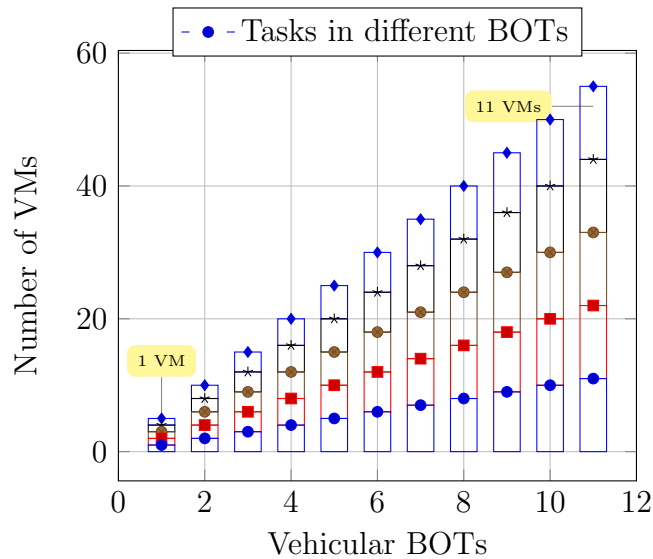 Tasks in different BOTs
60
40
20
0
11 VMs
1 VM
0 2 4 6 8 10 12
Number of VMs
Vehicular BOTs